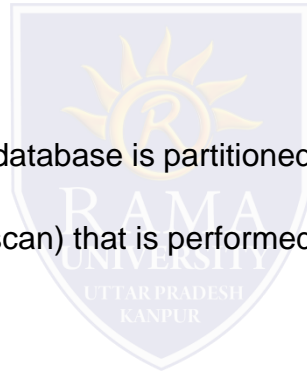 database is partitioned
scan) that is performed
R
RAMA
UNIVERSITY
UTTAR PRADESH
KANPUR